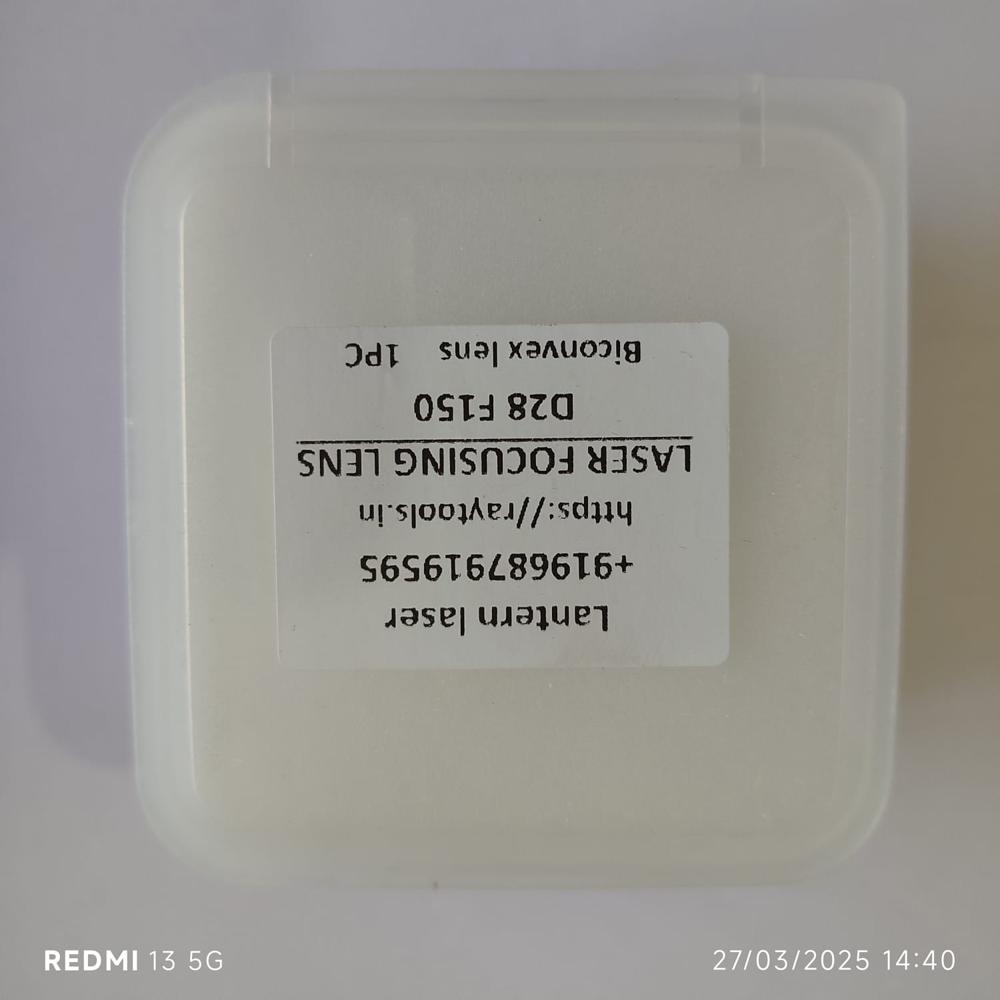 Lantern laser
+919687919595
https://raytools.in
LASER FOCUSING LENS
D28 F150
Biconvex lens 1PC
REDMI 13 5G
27/03/2025 14:40